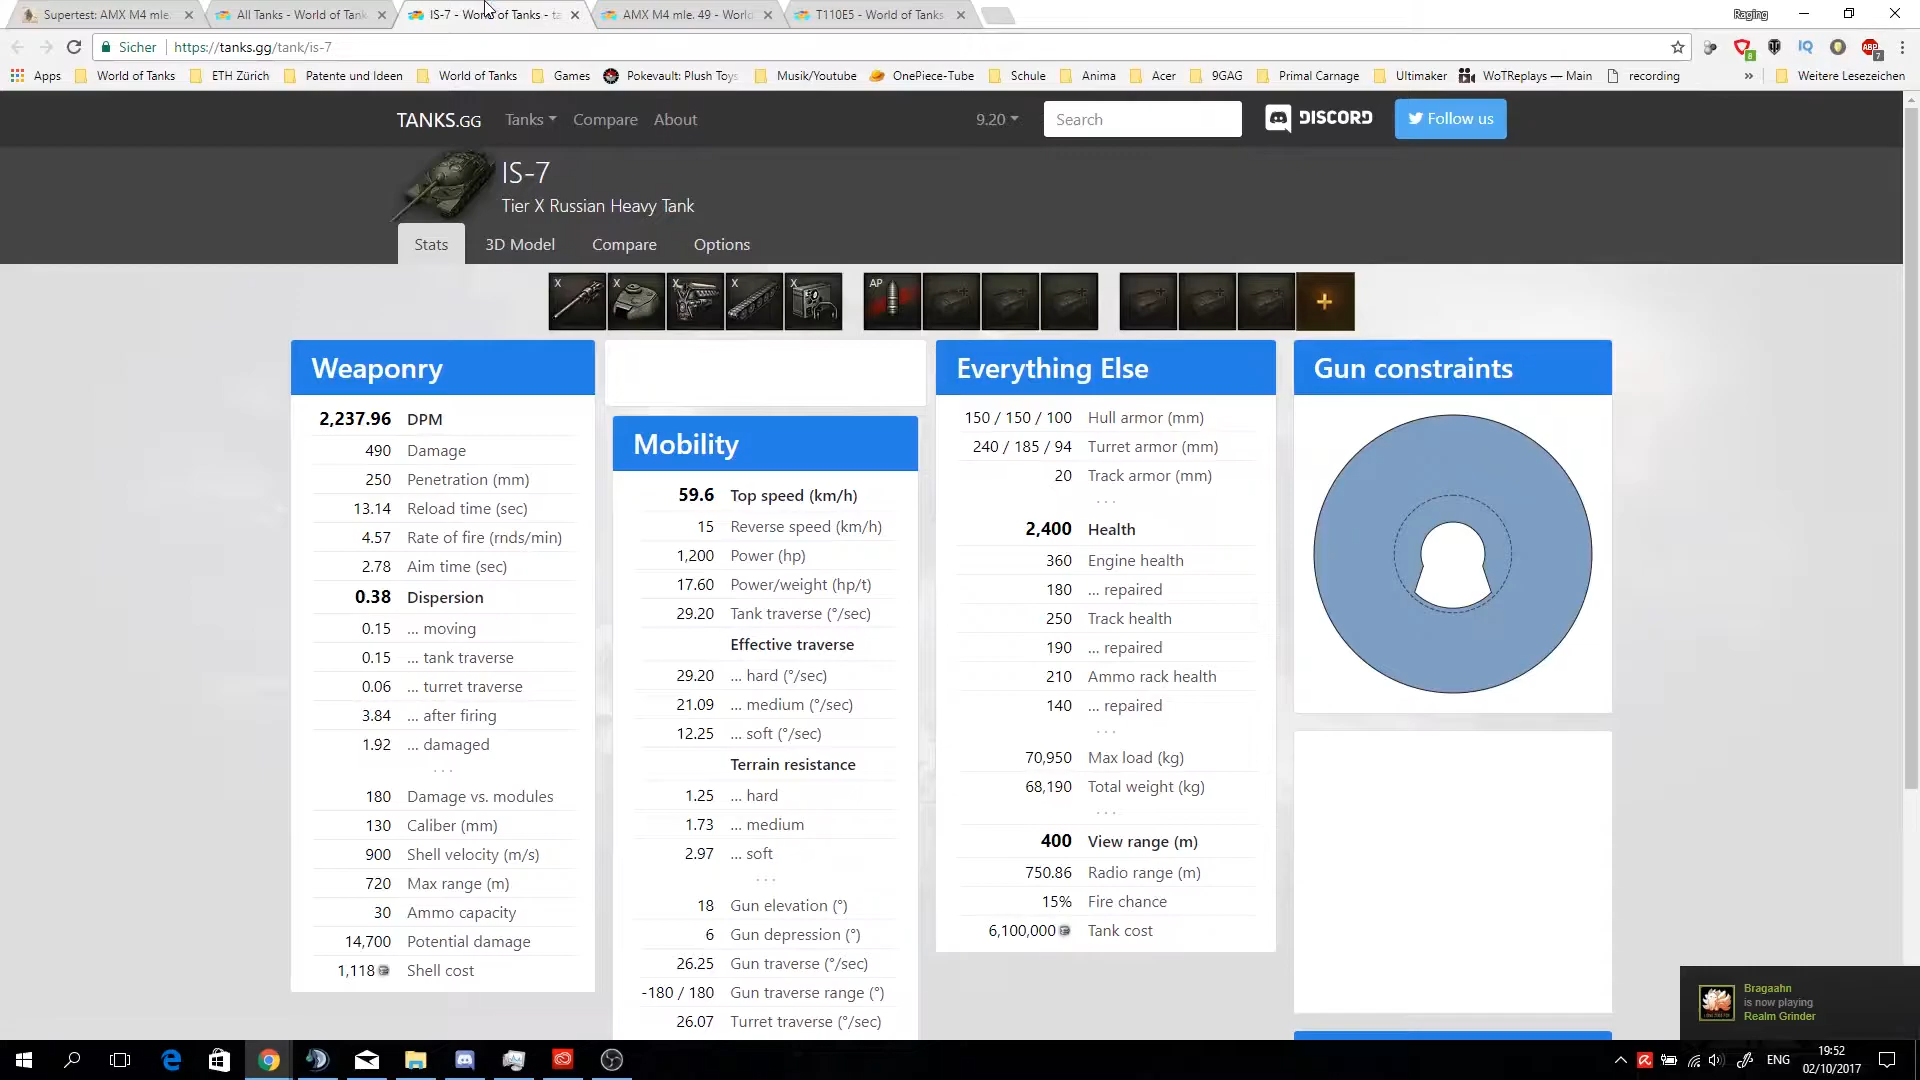 Supertest: AMX M4 mle.
All Tanks - World of Tank
IS-7 - World of Tanks - ta
AMX M4 mle. 49 - World
T110E5 - World of Tanks
Raging
Sicher
https://tanks.gg/tank/is-7
Apps
World of Tanks
ETH Zürich
Patente und Ideen
World of Tanks
Games
Pokevault: Plush Toys
Musik/Youtube
OnePiece-Tube
Schule
Anima
Acer
9GAG
Primal Carnage
Ultimaker
WoTReplays — Main
recording
»
Weitere Lesezeichen
TANKS.GG
Tanks
Compare
About
9.20
Search
DISCORD
Follow us
IS-7
Tier X Russian Heavy Tank
Stats
3D Model
Compare
Options
X
X
X
X
X
AP
Weaponry
2,237.96 DPM
490 Damage
250 Penetration (mm)
13.14 Reload time (sec)
4.57 Rate of fire (rnds/min)
2.78 Aim time (sec)
0.38 Dispersion
0.15 ... moving
0.15 ... tank traverse
0.06 ... turret traverse
3.84 ... after firing
1.92 ... damaged
...
180 Damage vs. modules
130 Caliber (mm)
900 Shell velocity (m/s)
720 Max range (m)
30 Ammo capacity
14,700 Potential damage
1,118 Shell cost
Mobility
59.6 Top speed (km/h)
15 Reverse speed (km/h)
1,200 Power (hp)
17.60 Power/weight (hp/t)
29.20 Tank traverse (°/sec)
Effective traverse
29.20 ... hard (°/sec)
21.09 ... medium (°/sec)
12.25 ... soft (°/sec)
Terrain resistance
1.25 ... hard
1.73 ... medium
2.97 ... soft
...
18 Gun elevation (°)
6 Gun depression (°)
26.25 Gun traverse (°/sec)
-180 / 180 Gun traverse range (°)
26.07 Turret traverse (°/sec)
Everything Else
150 / 150 / 100 Hull armor (mm)
240 / 185 / 94 Turret armor (mm)
20 Track armor (mm)
...
2,400 Health
360 Engine health
180 ... repaired
250 Track health
190 ... repaired
210 Ammo rack health
140 ... repaired
...
70,950 Max load (kg)
68,190 Total weight (kg)
...
400 View range (m)
750.86 Radio range (m)
15% Fire chance
6,100,000 Tank cost
Gun constraints
Bragaahn
is now playing
Realm Grinder
ENG
19:52
02/10/2017